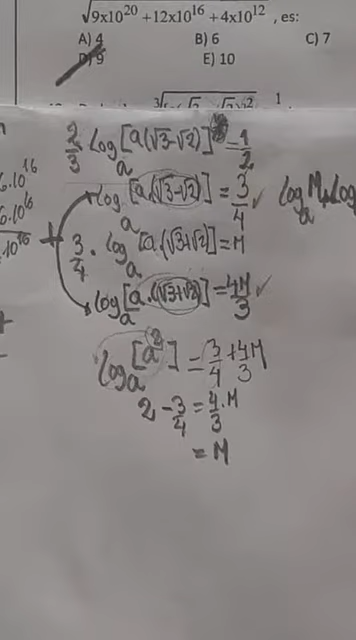 √9x10²⁰ +12x10¹⁶ + 4x10¹² , es:
A) 4 B) 6 C) 7
D) 9 E) 10
2/3 log_a [a(√3-√2)] = 1/2
log_a [a.(√3-√2)] = 3/4 ✓ log_a M + log
3/4 . log_a [a.(√3+√2)] = M
log_a [a.(√3+√2)] = 4M/3 ✓
log_a [a²] = 3/4 + 4M/3
2 - 3/4 = 4/3 . M
= M